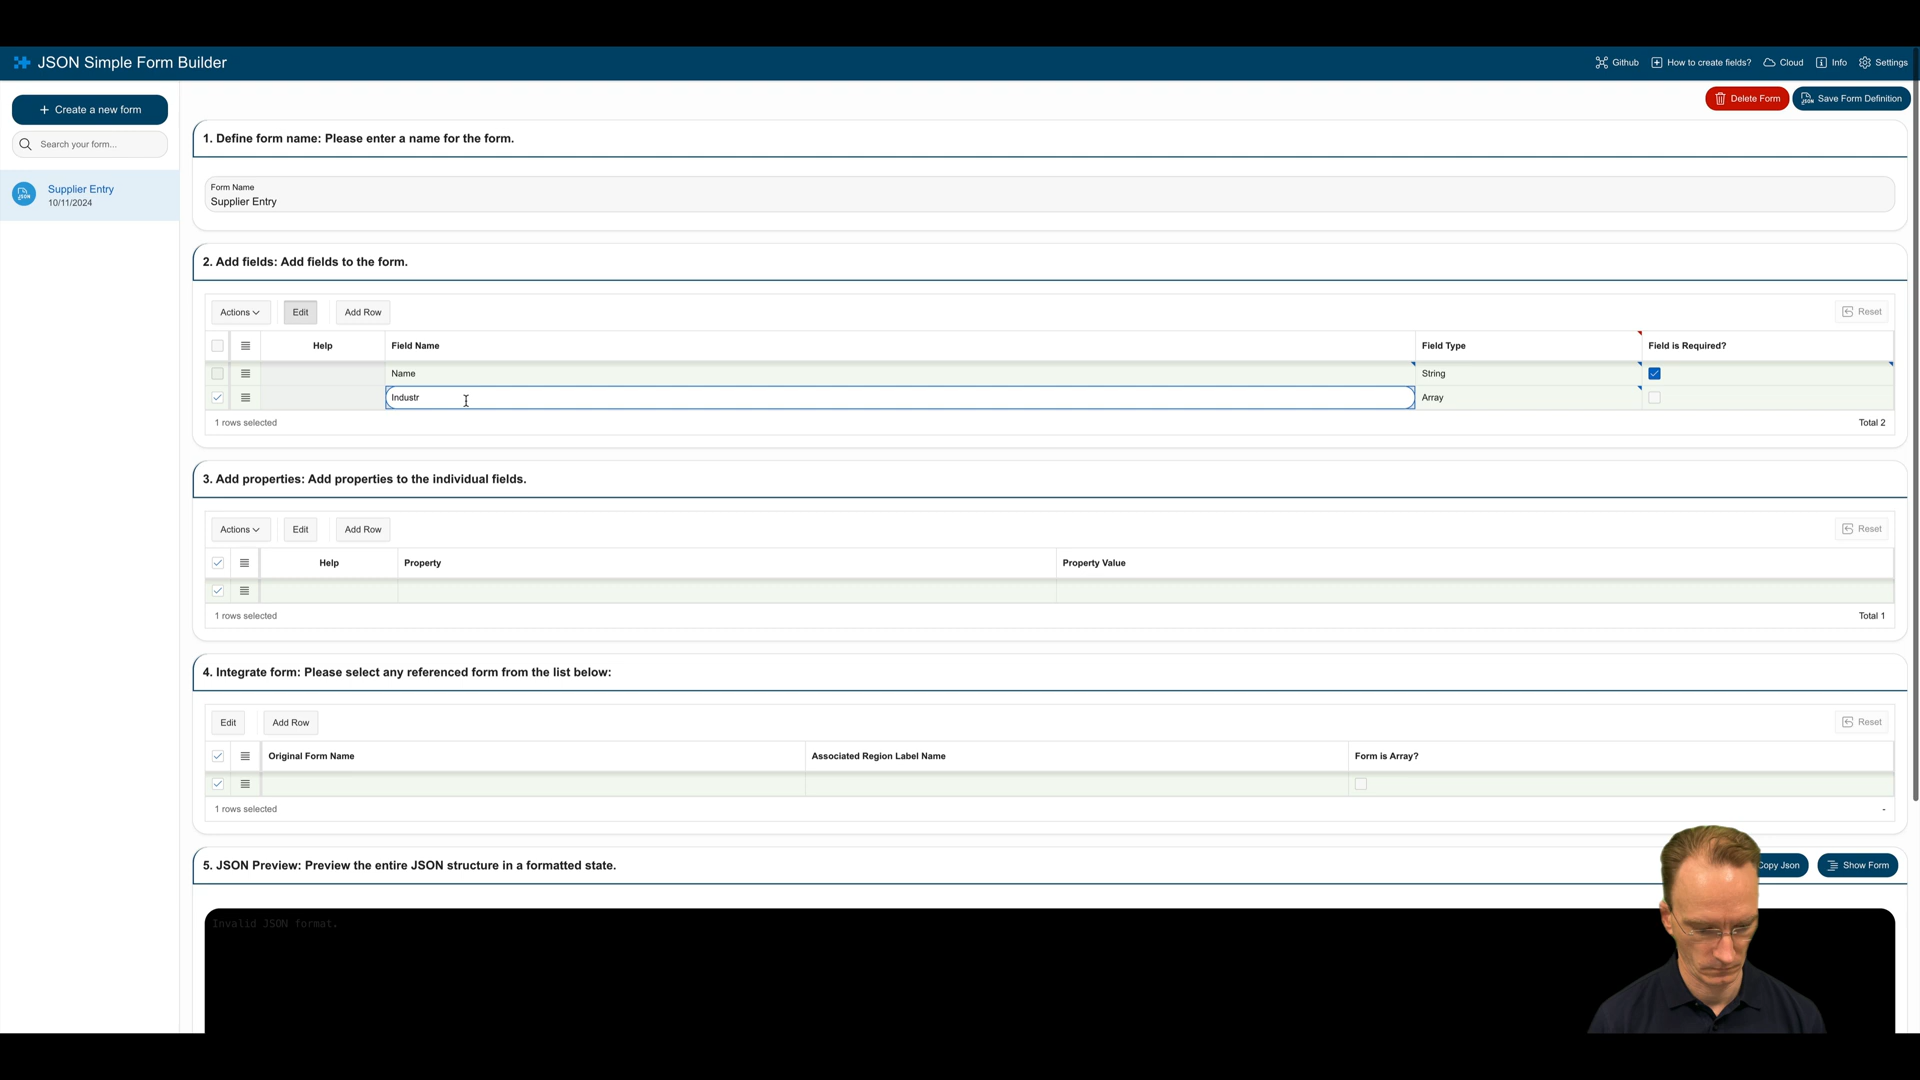 JSON Simple Form Builder
Github
How to create fields?
Cloud
Info
Settings
Create a new form
Delete Form
JSON
Save Form Definition
Search your form...
JSON
Supplier Entry
10/11/2024
1. Define form name: Please enter a name for the form.
Form Name
Supplier Entry
2. Add fields: Add fields to the form.
Actions
Edit
Add Row
Reset
Help
Field Name
Field Type
Field is Required?
Name
String
Industr
Array
1 rows selected
Total 2
3. Add properties: Add properties to the individual fields.
Actions
Edit
Add Row
Reset
Help
Property
Property Value
1 rows selected
Total 1
4. Integrate form: Please select any referenced form from the list below:
Edit
Add Row
Reset
Original Form Name
Associated Region Label Name
Form is Array?
1 rows selected
-
5. JSON Preview: Preview the entire JSON structure in a formatted state.
Copy Json
Show Form
Invalid JSON format.